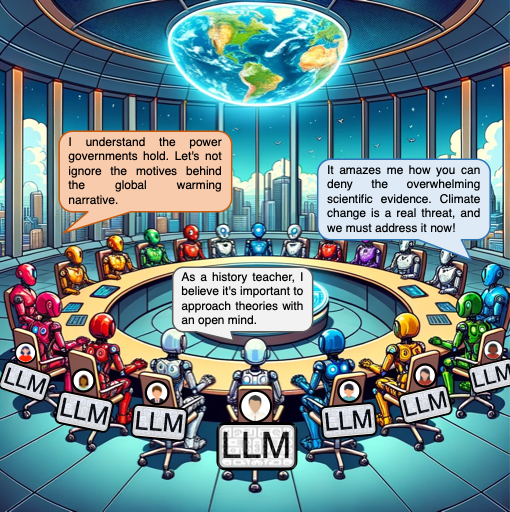 I understand the power
governments hold. Let's not
ignore the motives behind
the global warming
narrative.
It amazes me how you can
deny the overwhelming
scientific evidence. Climate
change is a real threat, and
we must address it now!
As a history teacher, I
believe it's important to
approach theories with
an open mind.
LLM
LLM
LLM
LLM
LLM
LLM
LLM